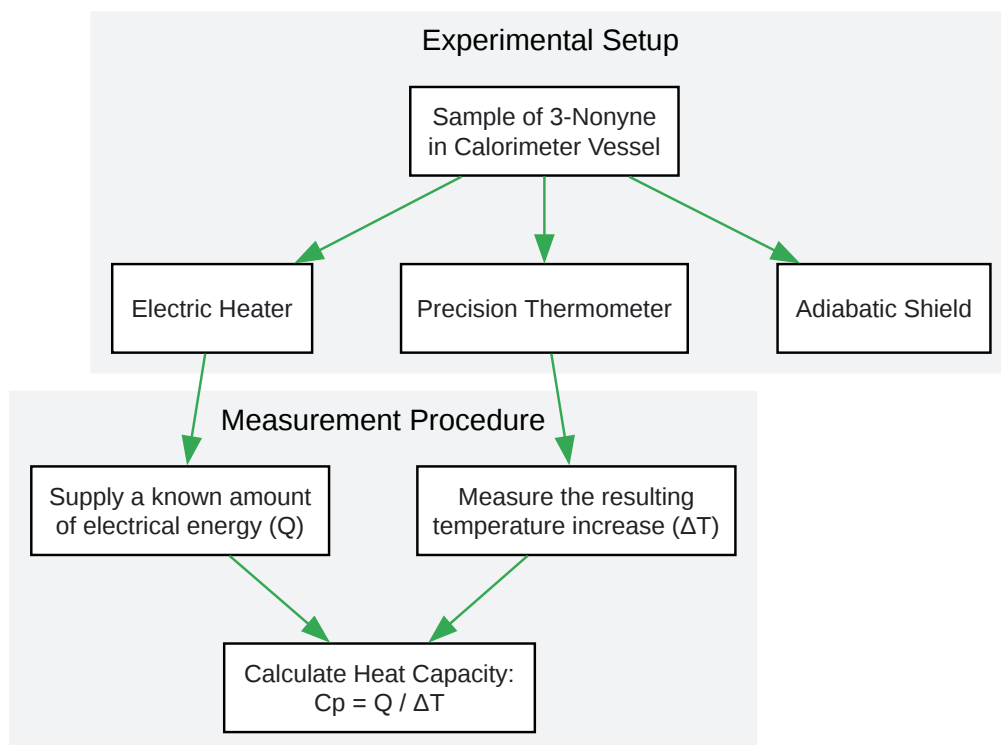 Experimental Setup
Sample of 3-Nonyne
in Calorimeter Vessel
Electric Heater
Precision Thermometer
Adiabatic Shield
Measurement Procedure
Supply a known amount
of electrical energy (Q)
Measure the resulting
temperature increase (ΔT)
Calculate Heat Capacity:
Cp = Q / ΔT